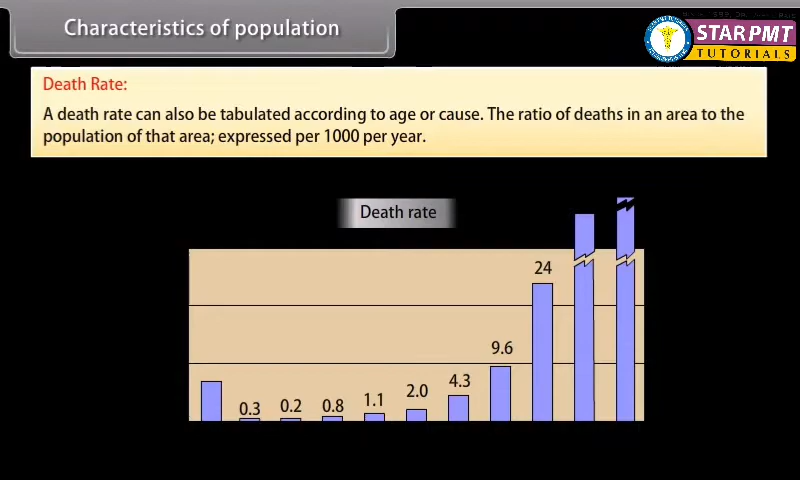 Characteristics of population
STAR PMT
TUTORIALS
Death Rate:
A death rate can also be tabulated according to age or cause. The ratio of deaths in an area to the
population of that area; expressed per 1000 per year.
Death rate
24
9.6
4.3
2.0
1.1
0.8
0.2
0.3